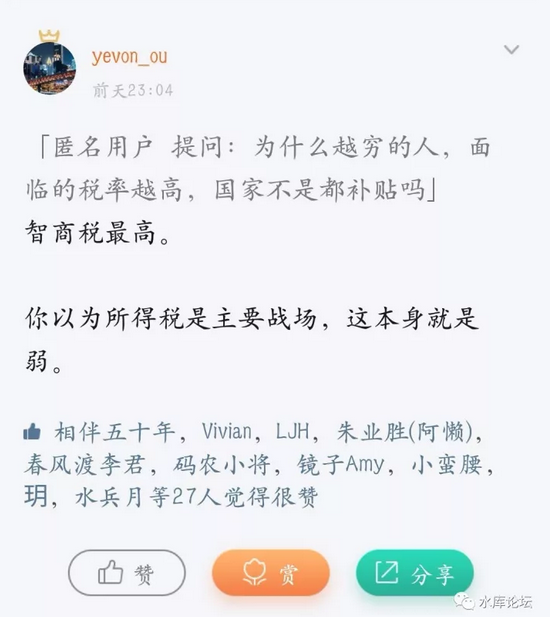 yevon_ou
前天23:04
「匿名用户 提问：为什么越穷的人，面
临的税率越高，国家不是都补贴吗」
智商税最高。
你以为所得税是主要战场，这本身就是
弱。
相伴五十年，Vivian，LJH，朱业胜(阿懒)，
春风渡李君，码农小将，镜子Amy，小蛮腰，
玥，水兵月等27人觉得很赞
赞
赏
分享
水库论坛